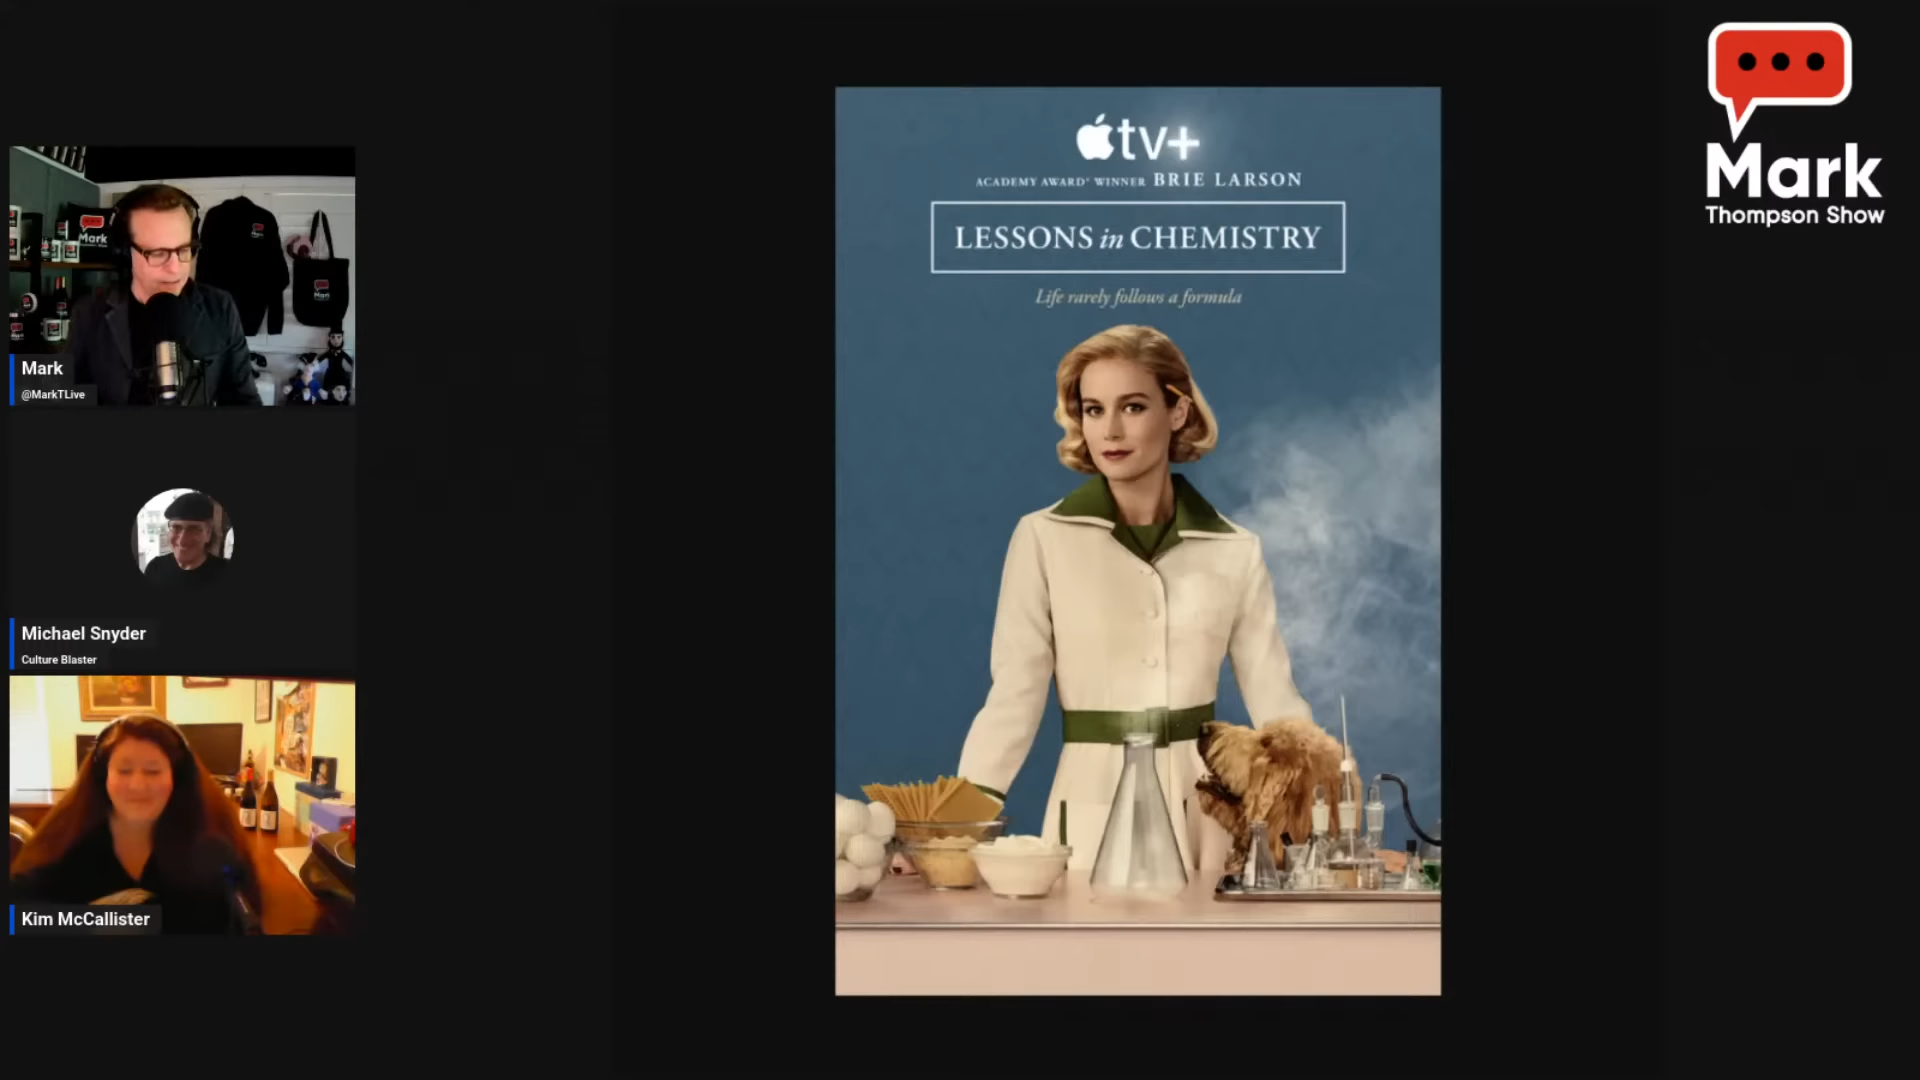 Mark
@MarkTLive
Michael Snyder
Culture Blaster
Kim McCallister
tv+
ACADEMY AWARD® WINNER BRIE LARSON
LESSONS in CHEMISTRY
Life rarely follows a formula
Mark
Thompson Show
Mark